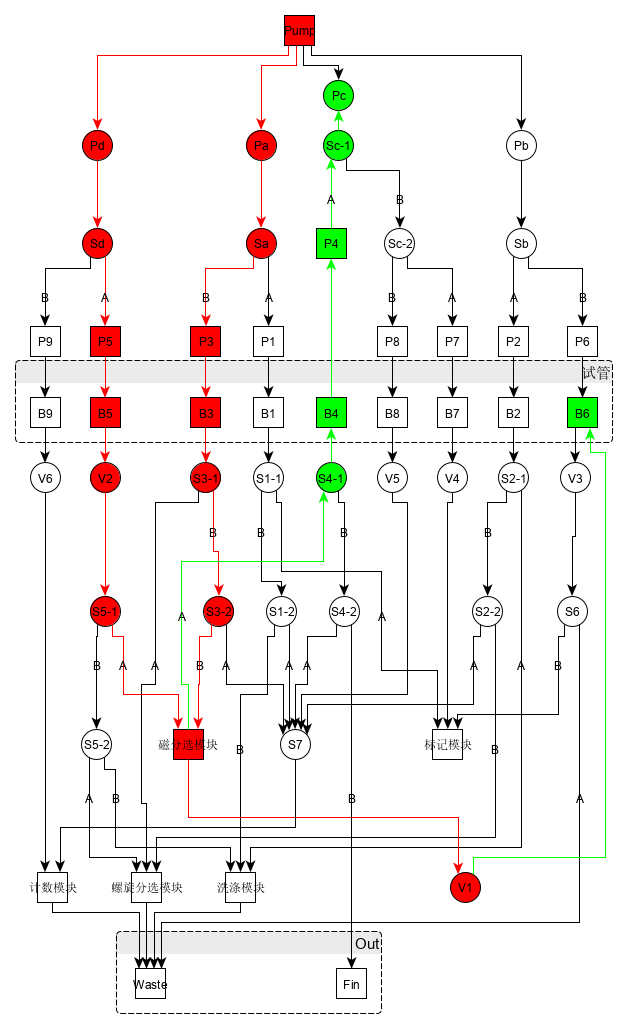 Pump
Pc
Pd
Pa
Sc-1
Pb
A
B
Sd
Sa
P4
Sc-2
Sb
B
A
B
A
B
A
A
B
P9
P5
P3
P1
P8
P7
P2
P6
试管
B9
B5
B3
B1
B4
B8
B7
B2
B6
V6
V2
S3-1
S1-1
S4-1
V5
V4
S2-1
V3
B
B
B
B
S5-1
S3-2
S1-2
S4-2
S2-2
S6
A
A
B
A
A
B
A
A
A
A
A
B
S5-2
磁分选模块
S7
标记模块
B
B
A
B
B
A
计数模块
螺旋分选模块
洗涤模块
V1
Out
Waste
Fin